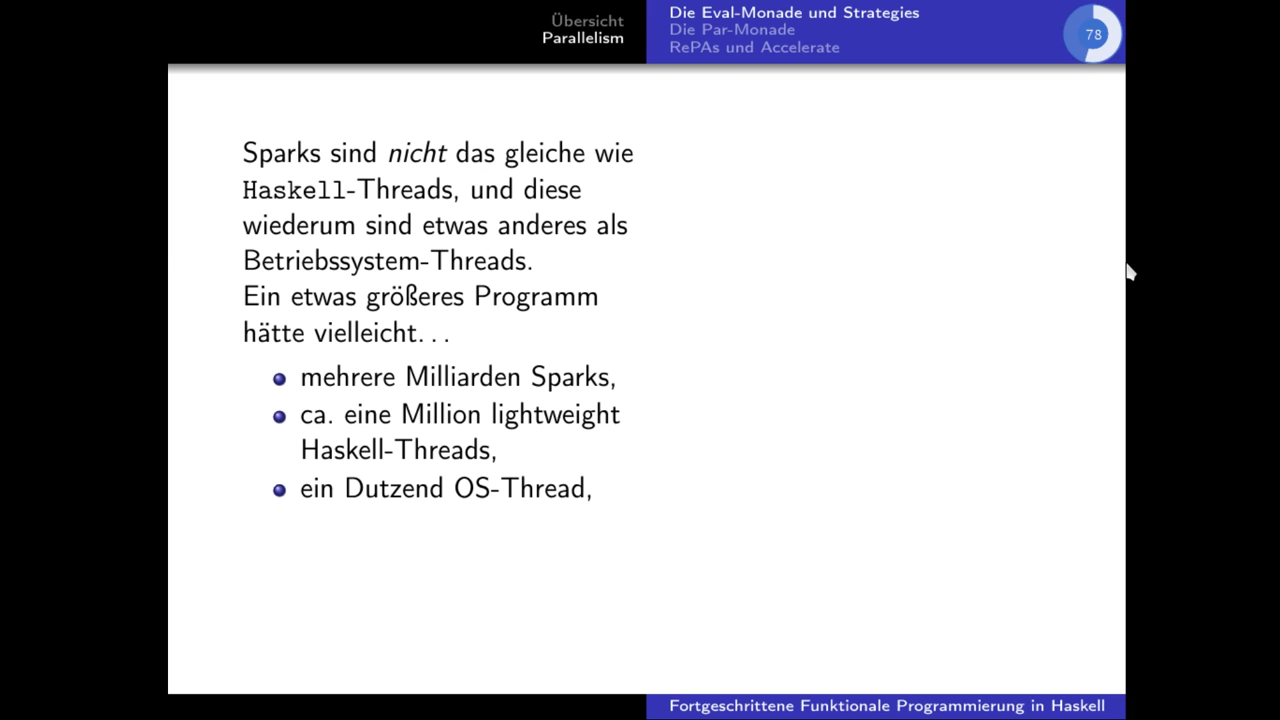 Übersicht
Parallelism
Die Eval-Monade und Strategies
Die Par-Monade
RePAs und Accelerate
78
Sparks sind nicht das gleiche wie
Haskell-Threads, und diese
wiederum sind etwas anderes als
Betriebssystem-Threads.
Ein etwas größeres Programm
hätte vielleicht...
mehrere Milliarden Sparks,
ca. eine Million lightweight
Haskell-Threads,
ein Dutzend OS-Thread,
Fortgeschrittene Funktionale Programmierung in Haskell